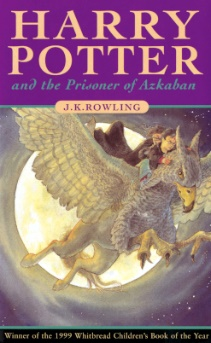 HARRY
POTTER
and the Prisoner of Azkaban
J.K.ROWLING
Winner of the 1999 Whitbread Children's Book of the Year